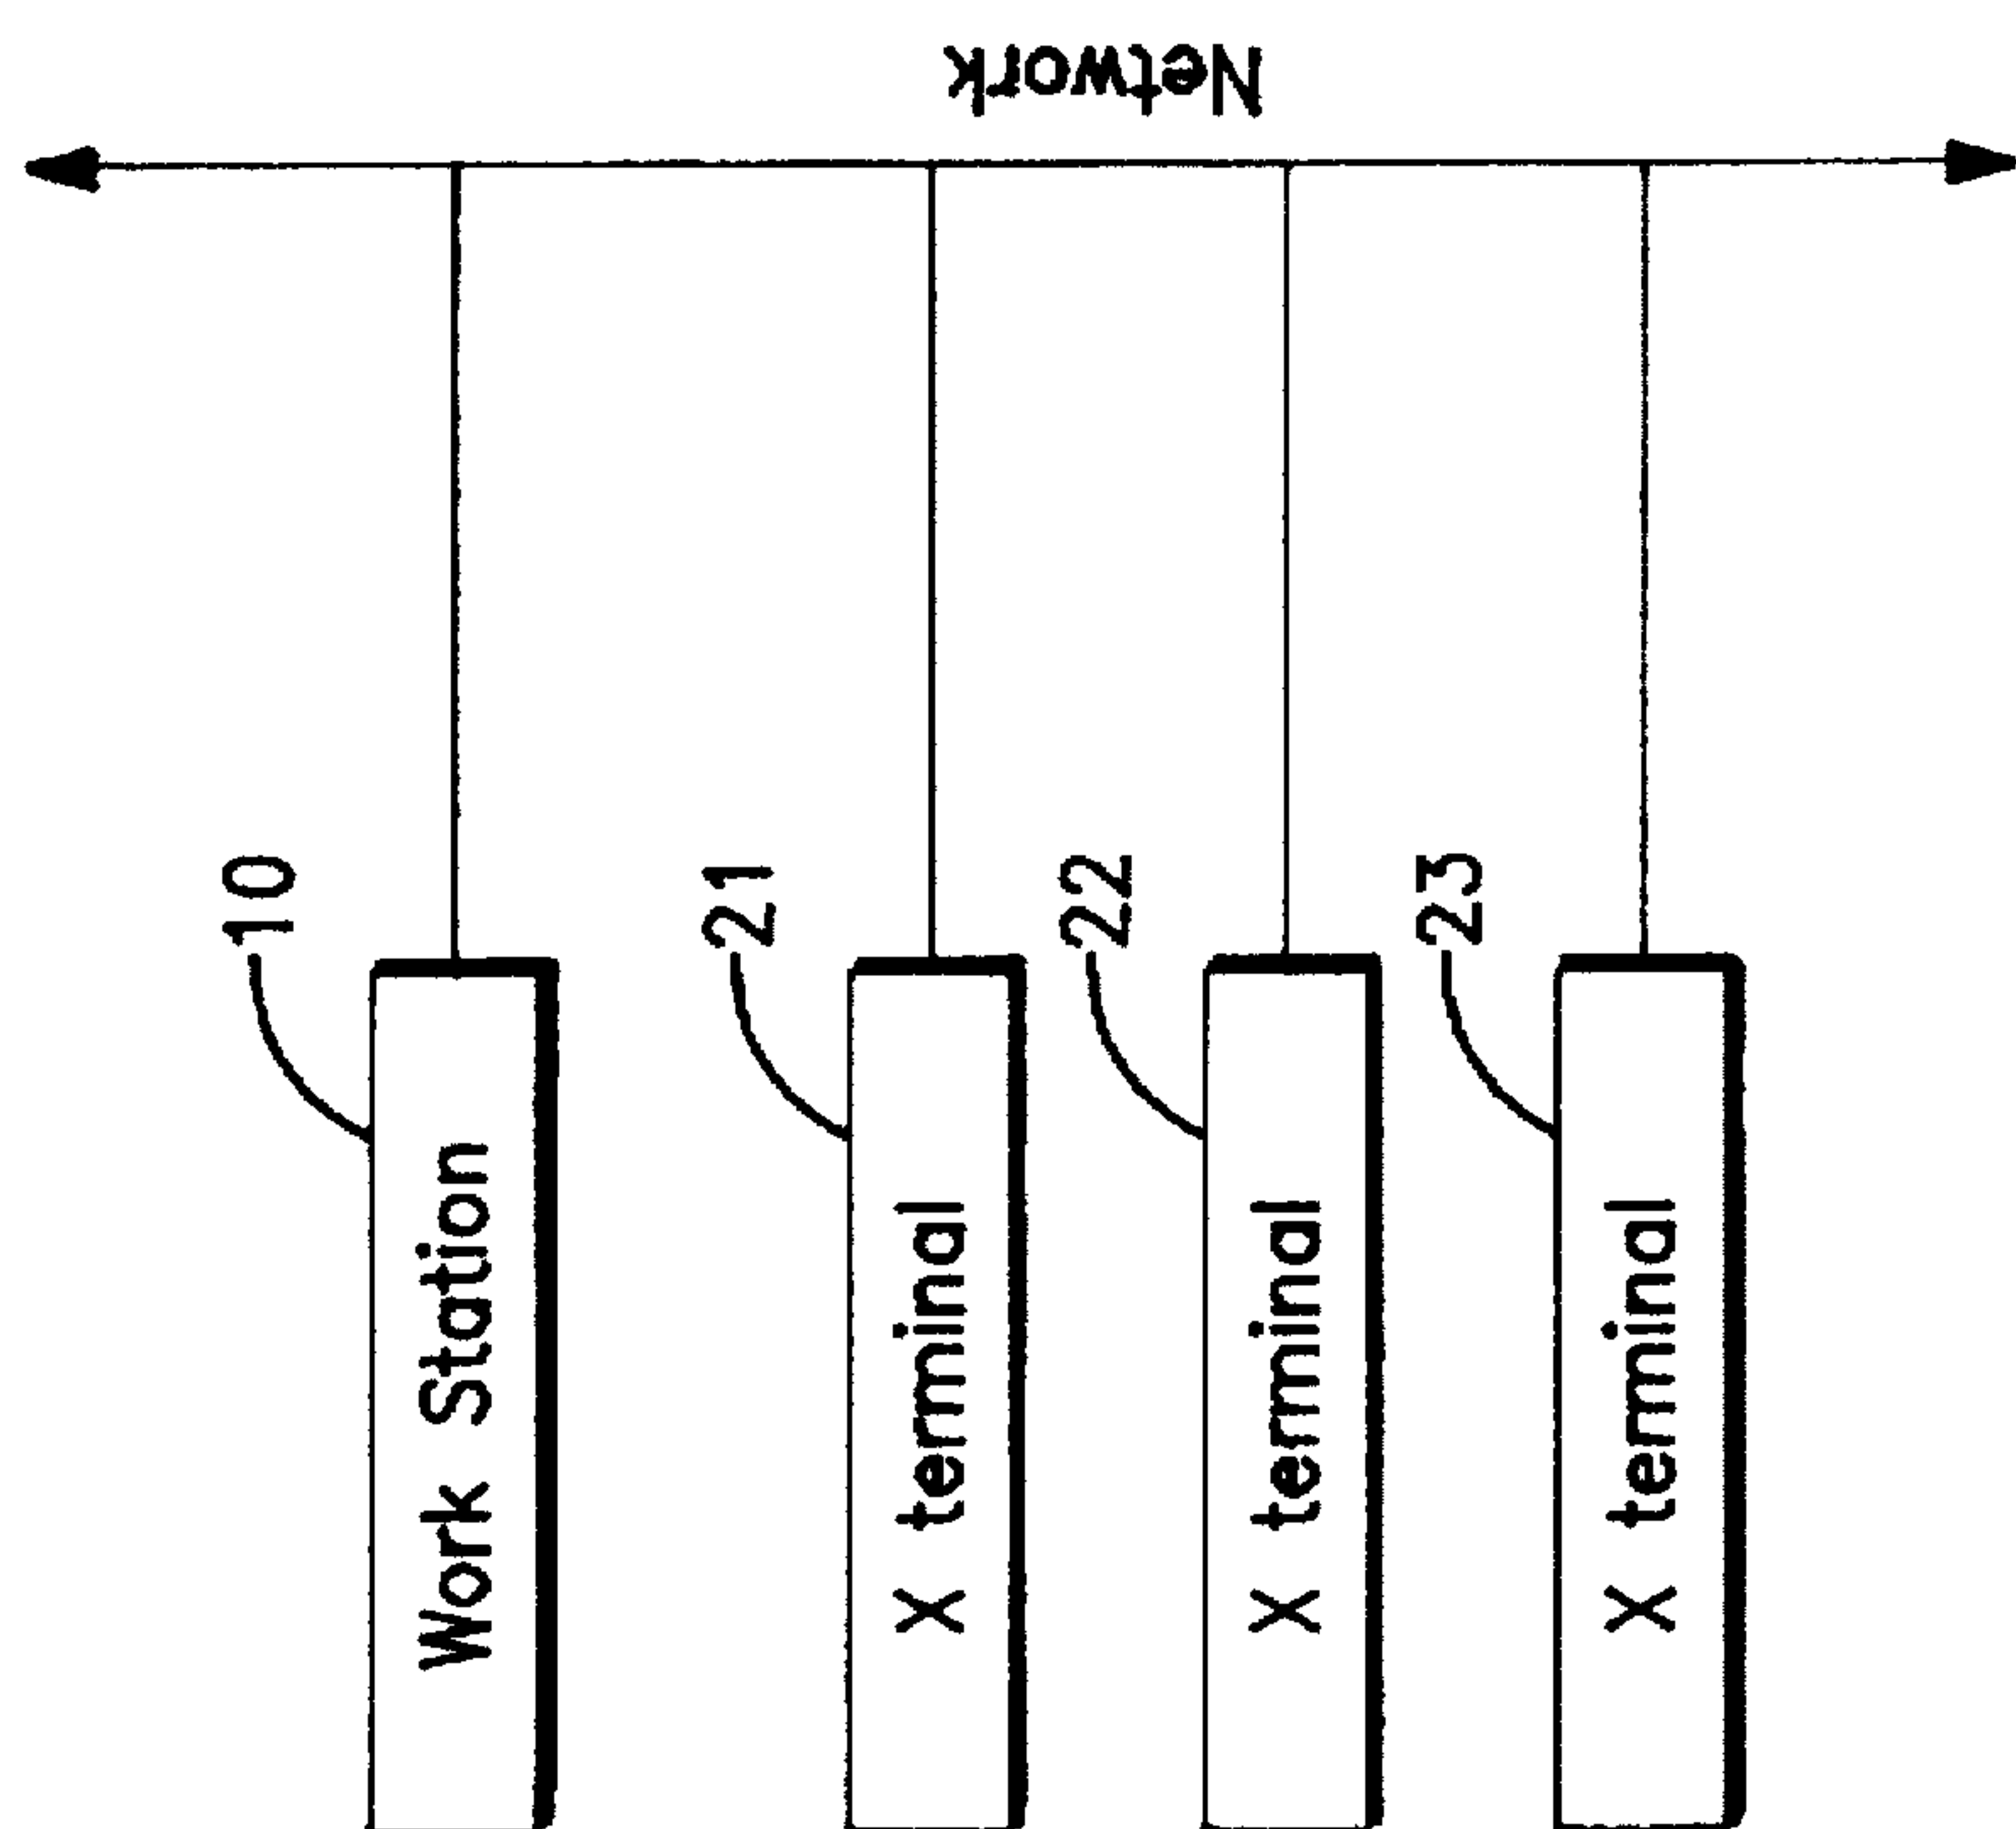 Network
10
Work Station
21
X terminal
22
X terminal
23
X terminal